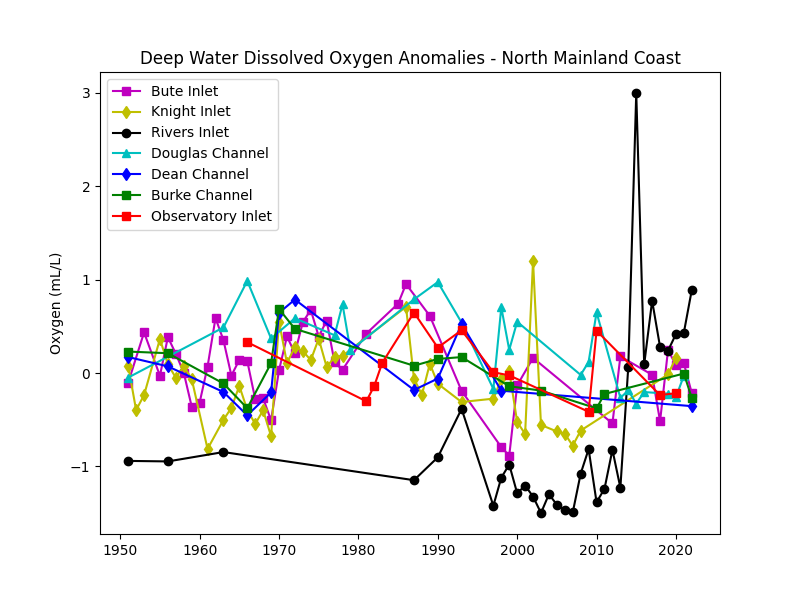 Deep Water Dissolved Oxygen Anomalies - North Mainland Coast
Bute Inlet
Knight Inlet
Rivers Inlet
Douglas Channel
Dean Channel
Burke Channel
Observatory Inlet
Oxygen (mL/L)
3
2
1
0
−1
1950 1960 1970 1980 1990 2000 2010 2020